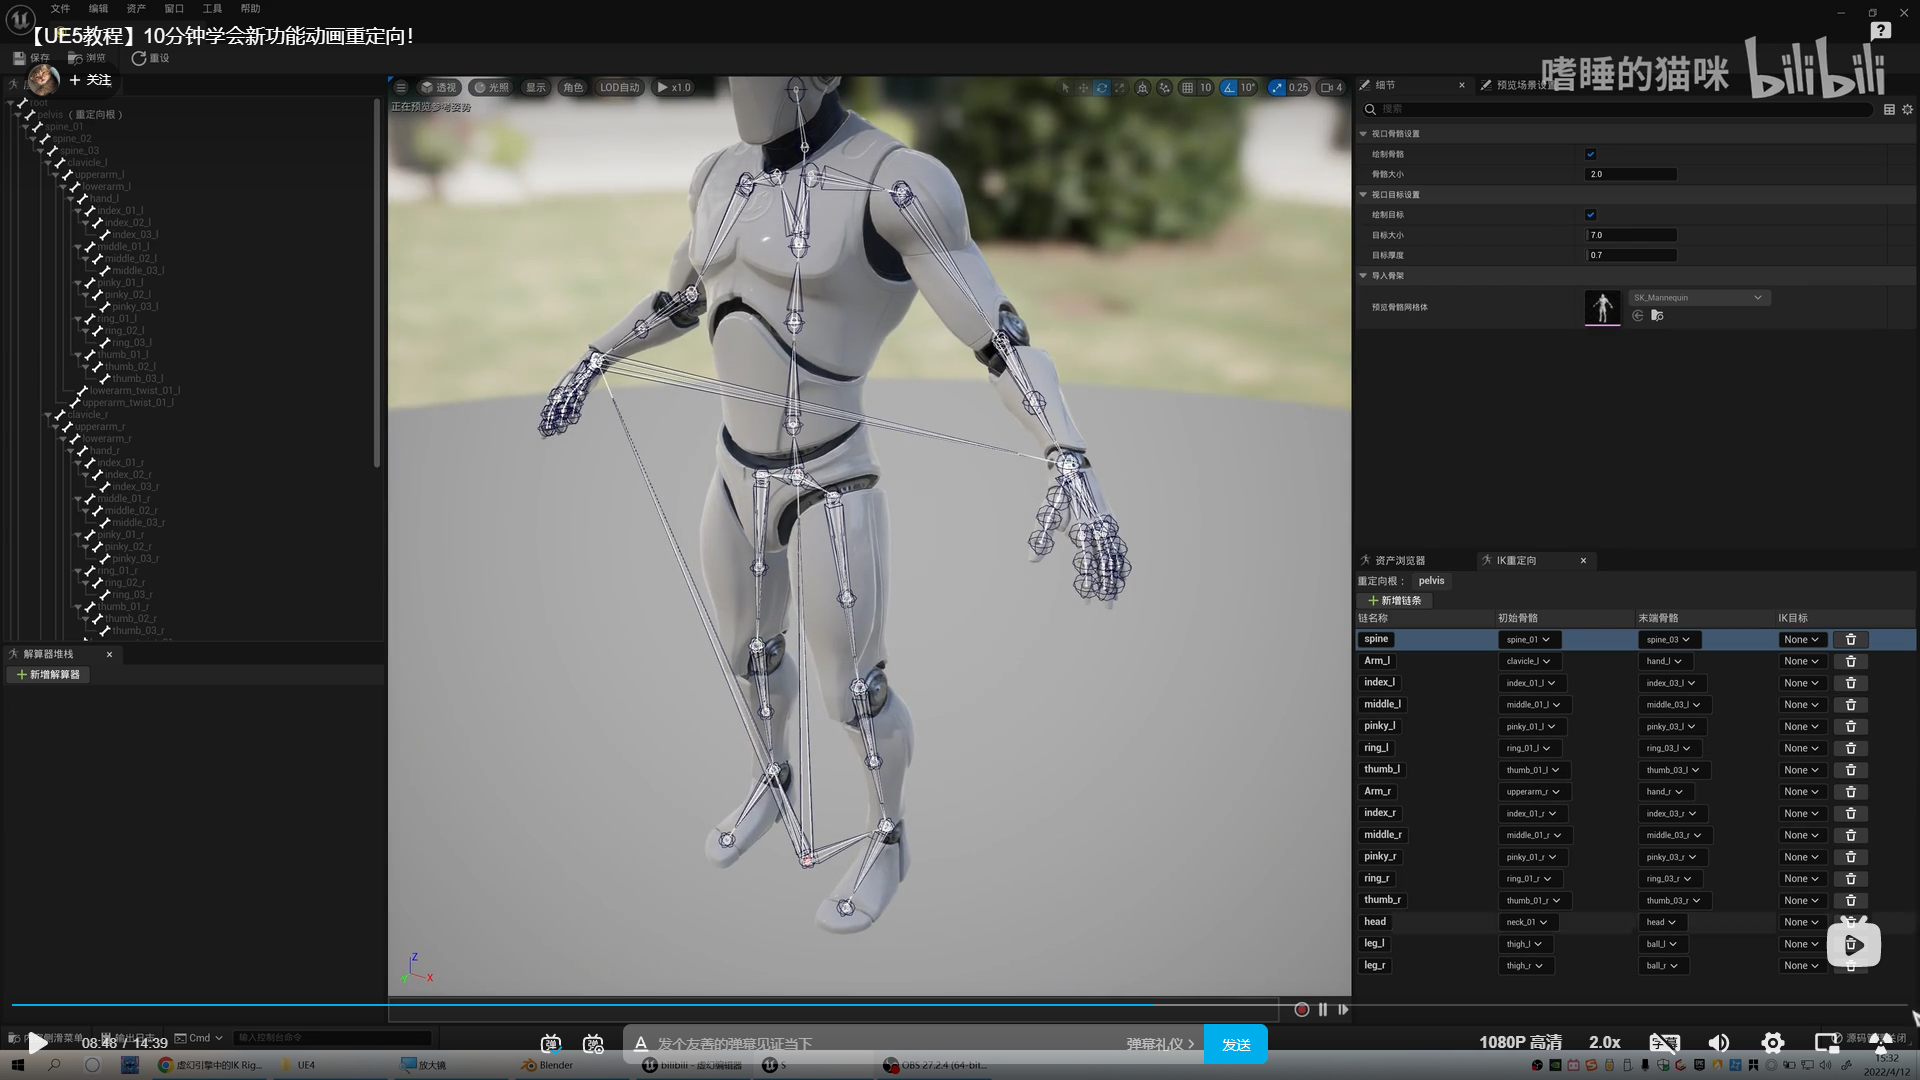 文件 编辑 资产 窗口 工具 帮助
【UE5教程】10分钟学会新功能动画重定向!
保存 浏览 重设
+ 关注
嗜睡的猫咪 bilibili
root
pelvis （重定向根）
spine_01
spine_02
spine_03
clavicle_l
upperarm_l
lowerarm_l
hand_l
index_01_l
index_02_l
index_03_l
middle_01_l
middle_02_l
middle_03_l
pinky_01_l
pinky_02_l
pinky_03_l
ring_01_l
ring_02_l
ring_03_l
thumb_01_l
thumb_02_l
thumb_03_l
lowerarm_twist_01_l
upperarm_twist_01_l
clavicle_r
upperarm_r
lowerarm_r
hand_r
index_01_r
index_02_r
index_03_r
middle_01_r
middle_02_r
middle_03_r
pinky_01_r
pinky_02_r
pinky_03_r
ring_01_r
ring_02_r
ring_03_r
thumb_01_r
thumb_02_r
thumb_03_r
解算器堆栈
+ 新增解算器
透视 光照 显示 角色 LOD自动 x1.0
10 10° 0.25 4
正在预览参考姿势
细节 预览场景设
搜索
视口骨骼设置
绘制骨骼
骨骼大小 2.0
视口目标设置
绘制目标
目标大小 7.0
目标厚度 0.7
导入骨架
预览骨骼网格体 SK_Mannequin
资产浏览器 IK重定向
重定向根： pelvis
+ 新增链条
链名称 初始骨骼 末端骨骼 IK目标
spine spine_01 spine_03 None
Arm_l clavicle_l hand_l None
index_l index_01_l index_03_l None
middle_l middle_01_l middle_03_l None
pinky_l pinky_01_l pinky_03_l None
ring_l ring_01_l ring_03_l None
thumb_l thumb_01_l thumb_03_l None
Arm_r upperarm_r hand_r None
index_r index_01_r index_03_r None
middle_r middle_01_r middle_03_r None
pinky_r pinky_01_r pinky_03_r None
ring_r ring_01_r ring_03_r None
thumb_r thumb_01_r thumb_03_r None
head neck_01 head None
leg_l thigh_l ball_l None
leg_r thigh_r ball_r None
Z
X
输出日志 Cmd 输入控制台命令
08:48 / 14:39
发个友善的弹幕见证当下 弹幕礼仪 > 发送
1080P 高清 2.0x 字幕
虚幻引擎中的IK Rig... UE4 放大镜 Blender bilibili - 虚幻编辑器 S OBS 27.2.4 (64-bit...
15:32
2022/4/12